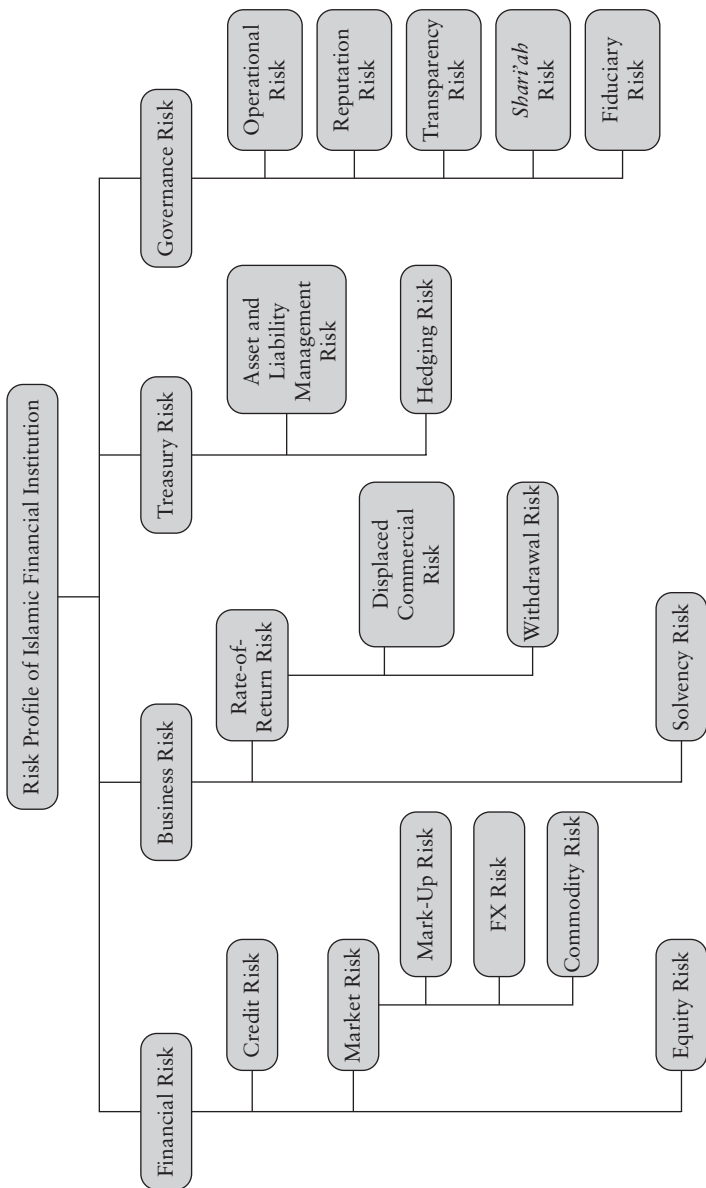 Risk Profile of Islamic Financial Institution
Financial Risk
Credit Risk
Market Risk
Mark-Up Risk
FX Risk
Commodity Risk
Equity Risk
Business Risk
Rate-of-
Return Risk
Displaced
Commercial
Risk
Withdrawal Risk
Solvency Risk
Treasury Risk
Asset and
Liability
Management
Risk
Hedging Risk
Governance Risk
Operational
Risk
Reputation
Risk
Transparency
Risk
Shari’ah
Risk
Fiduciary
Risk